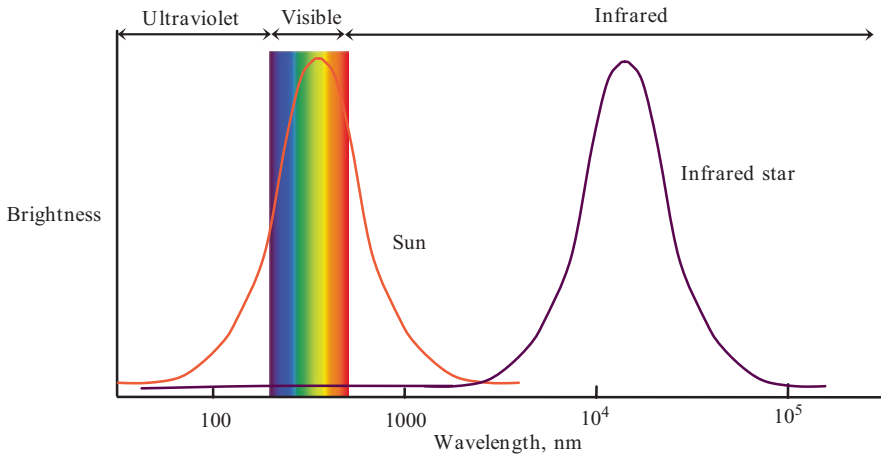 Ultraviolet Visible Infrared
Infrared star
Brightness
Sun
100 1000 10⁴ 10⁵
Wavelength, nm